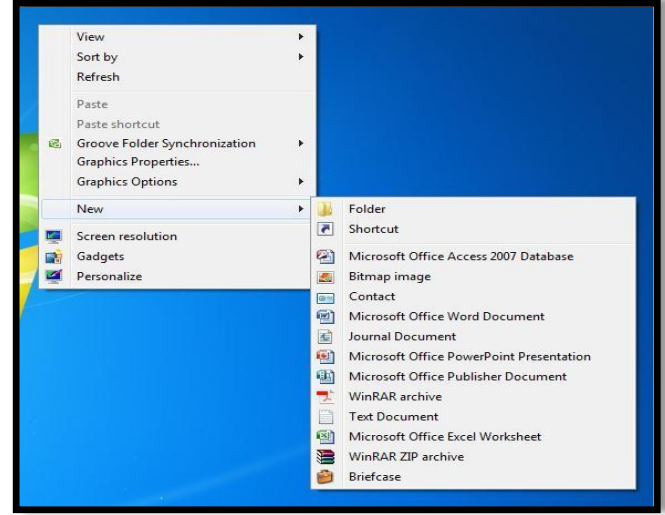 View
Sort by
Refresh
Paste
Paste shortcut
Groove Folder Synchronization
Graphics Properties...
Graphics Options
New
Screen resolution
Gadgets
Personalize
Folder
Shortcut
Microsoft Office Access 2007 Database
Bitmap image
Contact
Microsoft Office Word Document
Journal Document
Microsoft Office PowerPoint Presentation
Microsoft Office Publisher Document
WinRAR archive
Text Document
Microsoft Office Excel Worksheet
WinRAR ZIP archive
Briefcase